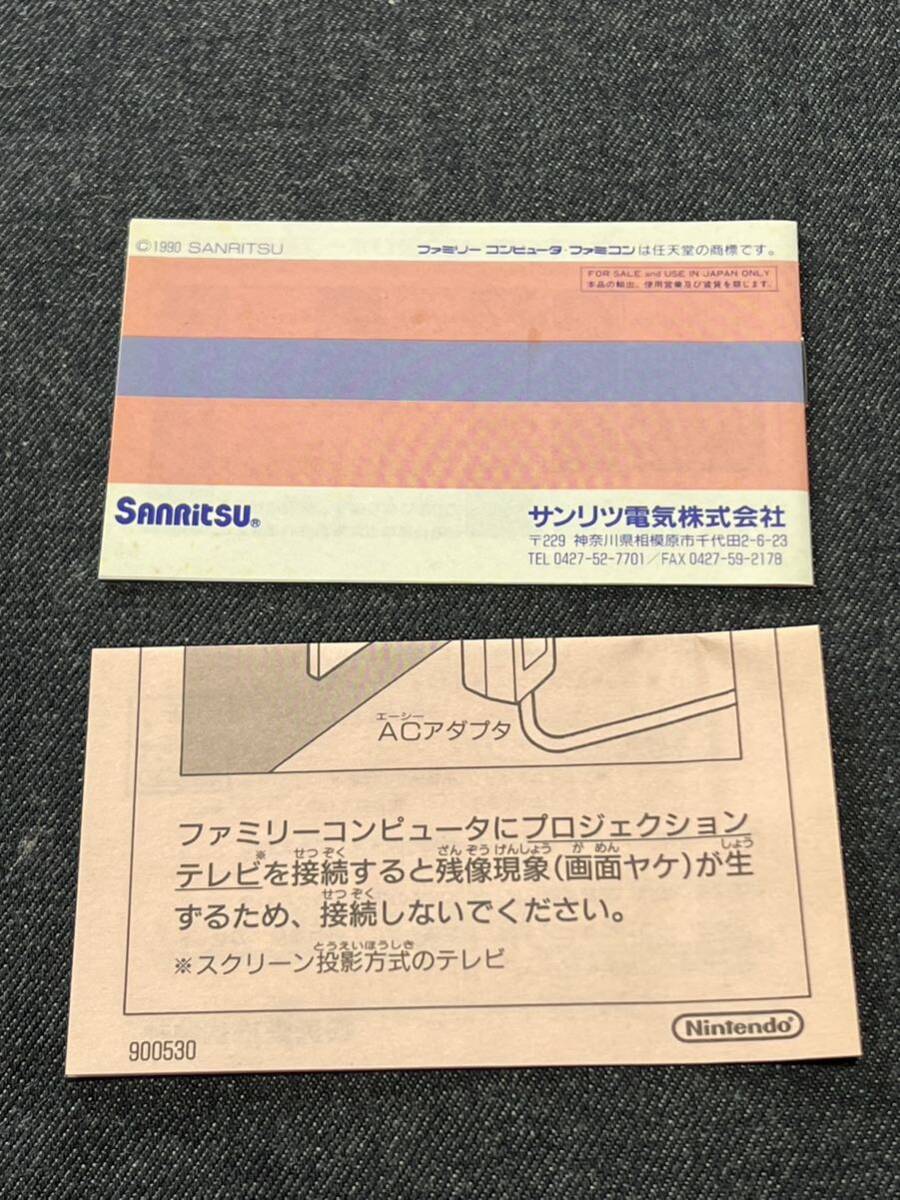 ©1990 SANRITSU
ファミリー コンピュータ・ファミコンは任天堂の商標です。
FOR SALE and USE IN JAPAN ONLY
本品の輸出、使用営業及び賃貸を禁じます。
SANRITSU®
サンリツ電気株式会社
〒229 神奈川県相模原市千代田2-6-23
TEL 0427-52-7701／FAX 0427-59-2178
エーシー
ACアダプタ
ファミリーコンピュータにプロジェクション
※ せつ ぞく ざん ぞう げんしょう が めん しょう
テレビを接続すると残像現象(画面ヤケ)が生
せつ ぞく
ずるため、接続しないでください。
とうえいほうしき
※スクリーン投影方式のテレビ
900530
Nintendo®